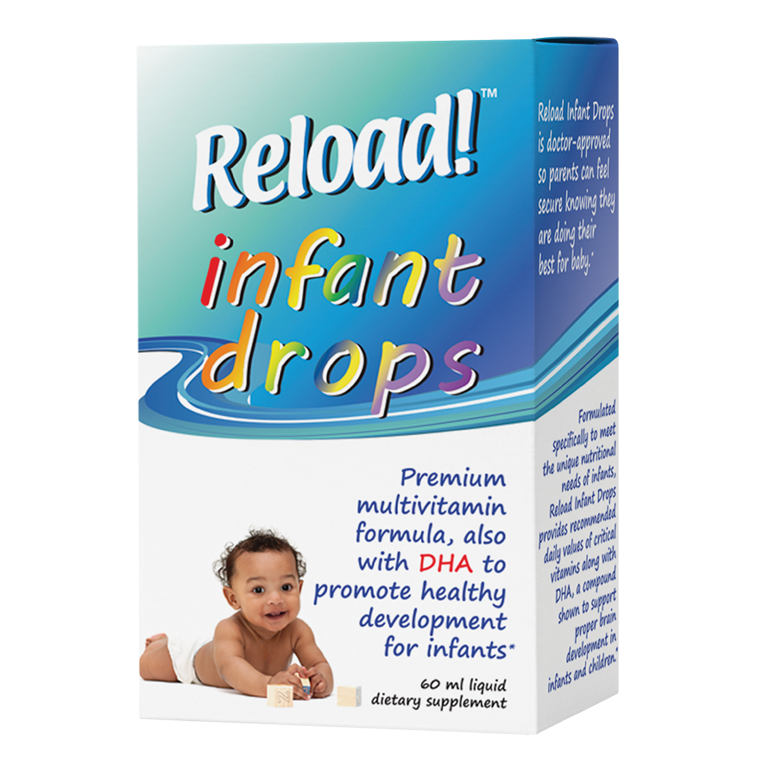 Reload!™
infant
drops
Premium
multivitamin
formula, also
with DHA to
promote healthy
development
for infants*
60 ml liquid
dietary supplement
Reload Infant Drops
is doctor-approved
so parents can feel
secure knowing they
are doing their
best for baby.*
Formulated
specifically to meet
the unique nutritional
needs of infants,
Reload Infant Drops
provides recommended
daily values of critical
vitamins along with
DHA, a compound
shown to support
proper brain
development in
infants and children.*